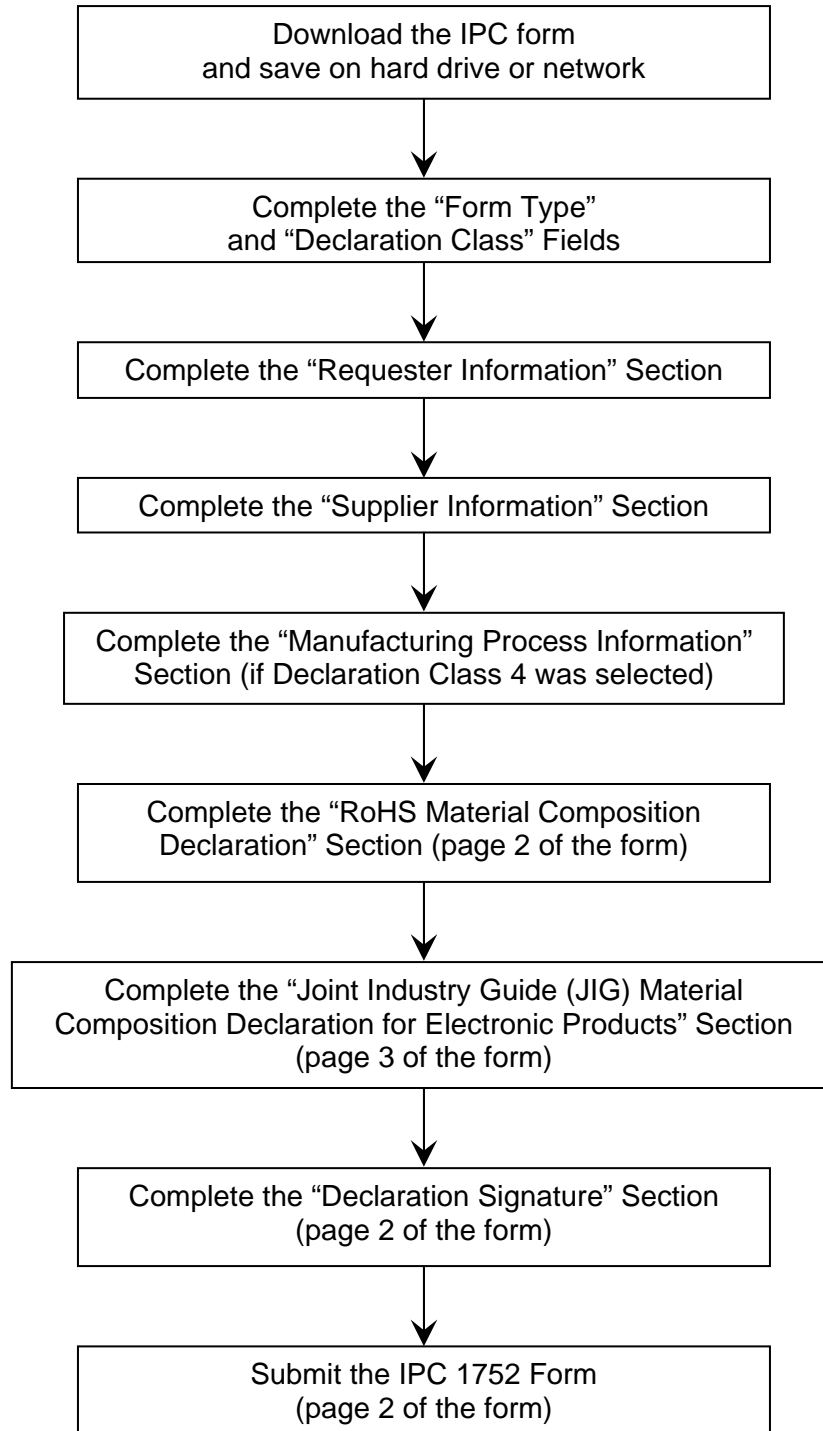 Download the IPC form
and save on hard drive or network
Complete the “Form Type”
and “Declaration Class” Fields
Complete the “Requester Information” Section
Complete the “Supplier Information” Section
Complete the “Manufacturing Process Information”
Section (if Declaration Class 4 was selected)
Complete the “RoHS Material Composition
Declaration” Section (page 2 of the form)
Complete the “Joint Industry Guide (JIG) Material
Composition Declaration for Electronic Products” Section
(page 3 of the form)
Complete the “Declaration Signature” Section
(page 2 of the form)
Submit the IPC 1752 Form
(page 2 of the form)